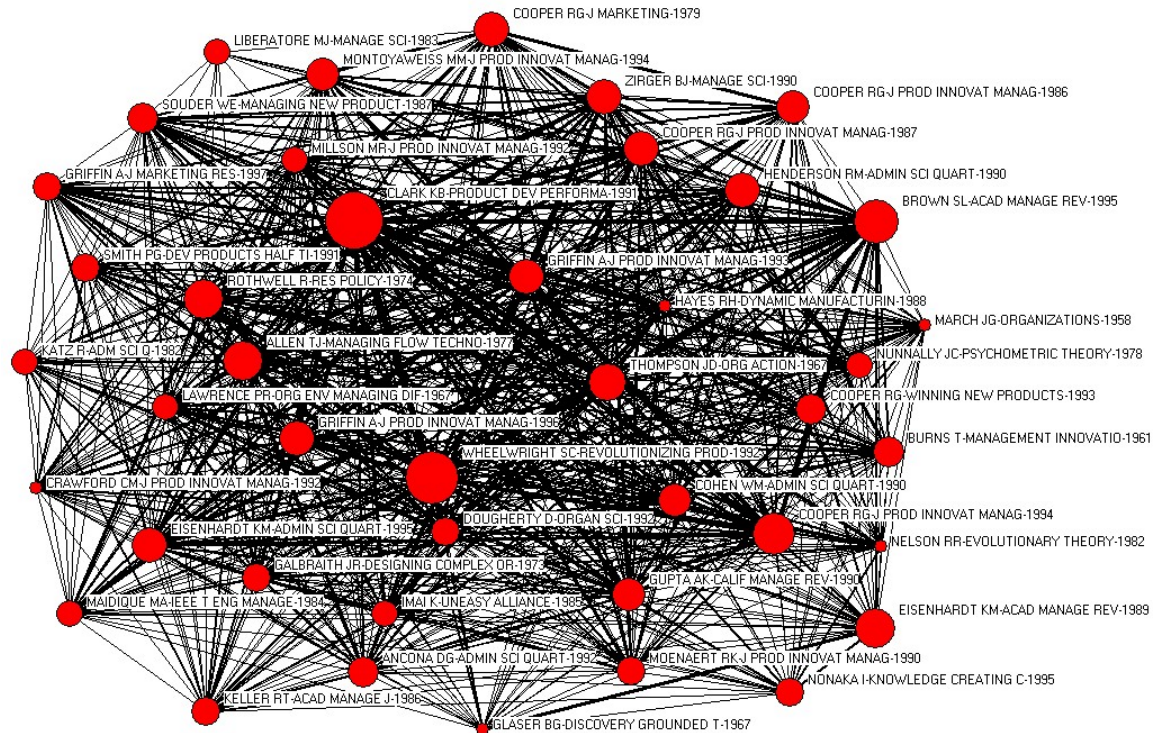 COOPER RG-J MARKETING-1979
LIBERATORE MJ-MANAGE SCI-1983
MONTOYAWEISS MM-J PROD INNOVAT MANAG-1994
ZIRGER BJ-MANAGE SCI-1990
COOPER RG-J PROD INNOVAT MANAG-1986
SOUDER WE-MANAGING NEW PRODUCT-1987
COOPER RG-J PROD INNOVAT MANAG-1987
MILLSON MR-J PROD INNOVAT MANAG-1992
GRIFFIN A-J MARKETING RES-1997
HENDERSON RM-ADMIN SCI QUART-1990
CLARK KB-PRODUCT DEV PERFORMA-1991
BROWN SL-ACAD MANAGE REV-1995
SMITH PG-DEV PRODUCTS HALF TI-1991
GRIFFIN A-J PROD INNOVAT MANAG-1993
ROTHWELL R-RES POLICY-1974
HAYES RH-DYNAMIC MANUFACTURIN-1988
MARCH JG-ORGANIZATIONS-1958
ALLEN TJ-MANAGING FLOW TECHNO-1977
KATZ R-ADM SCI Q-1982
NUNNALLY JC-PSYCHOMETRIC THEORY-1978
THOMPSON JD-ORG ACTION-1967
LAWRENCE PR-ORG ENV MANAGING DIF-1967
COOPER RG-WINNING NEW PRODUCTS-1993
GRIFFIN A-J PROD INNOVAT MANAG-1996
BURNS T-MANAGEMENT INNOVATIO-1961
WHEELWRIGHT SC-REVOLUTIONIZING PROD-1992
CRAWFORD CM-J PROD INNOVAT MANAG-1992
COHEN WM-ADMIN SCI QUART-1990
COOPER RG-J PROD INNOVAT MANAG-1994
DOUGHERTY D-ORGAN SCI-1992
EISENHARDT KM-ADMIN SCI QUART-1995
NELSON RR-EVOLUTIONARY THEORY-1982
GALBRAITH JR-DESIGNING COMPLEX OR-1973
GUPTA AK-CALIF MANAGE REV-1990
MAIDIQUE MA-IEEE T ENG MANAGE-1984
IMAI K-UNEASY ALLIANCE-1985
EISENHARDT KM-ACAD MANAGE REV-1989
ANCONA DG-ADMIN SCI QUART-1992
MOENAERT RK-J PROD INNOVAT MANAG-1990
NONAKA I-KNOWLEDGE CREATING C-1995
KELLER RT-ACAD MANAGE J-1986
GLASER BG-DISCOVERY GROUNDED T-1967